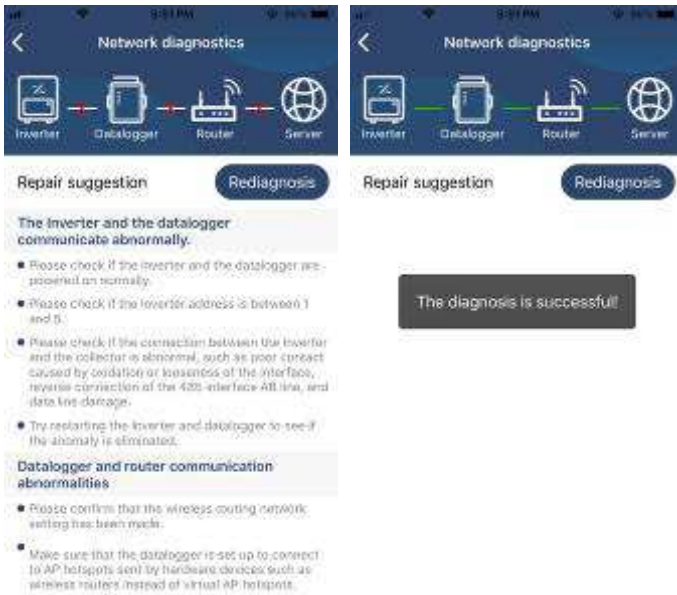 Network diagnostics
Inverter Datalogger Router Server
Repair suggestion
Rediagnosis
The Inverter and the datalogger
communicate abnormally.
Please check if the inverter and the datalogger are
powered on normally.
Please check if the Inverter address is between 1
and 5.
Please check if the connection between the Inverter
and the collector is abnormal, such as poor contact
caused by oxidation or looseness of the interface,
reverse connection of the 485 interface AB line, and
data line damage.
Try restarting the Inverter and datalogger to see if
the anomaly is eliminated.
Datalogger and router communication
abnormalities
Please confirm that the wireless routing network
setting has been made.
Make sure that the datalogger is set up to connect
to AP hotspots sent by hardware devices such as
wireless routers instead of virtual AP hotspots.
Network diagnostics
Inverter Datalogger Router Server
Repair suggestion
Rediagnosis
The diagnosis is successful!